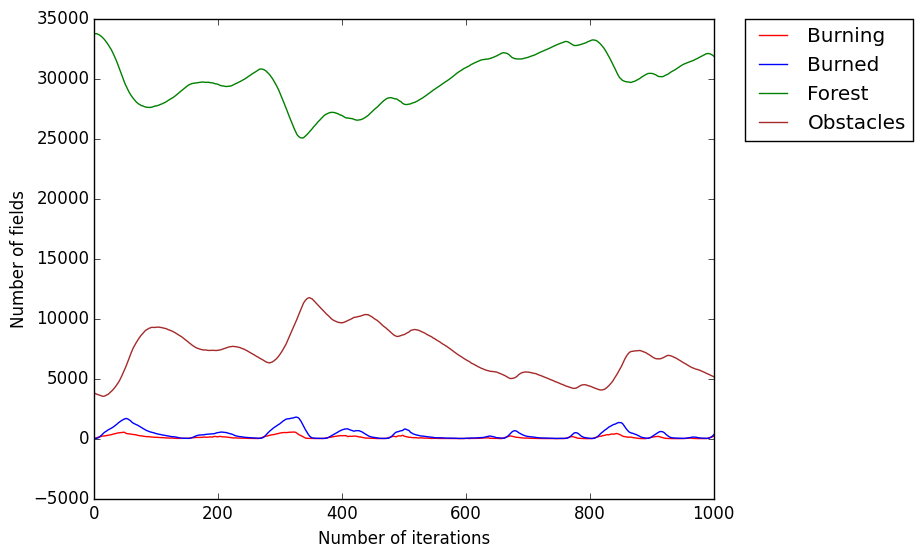 35000
30000
25000
20000
15000
10000
5000
0
−5000
Number of fields
0 200 400 600 800 1000
Number of iterations
Burning
Burned
Forest
Obstacles